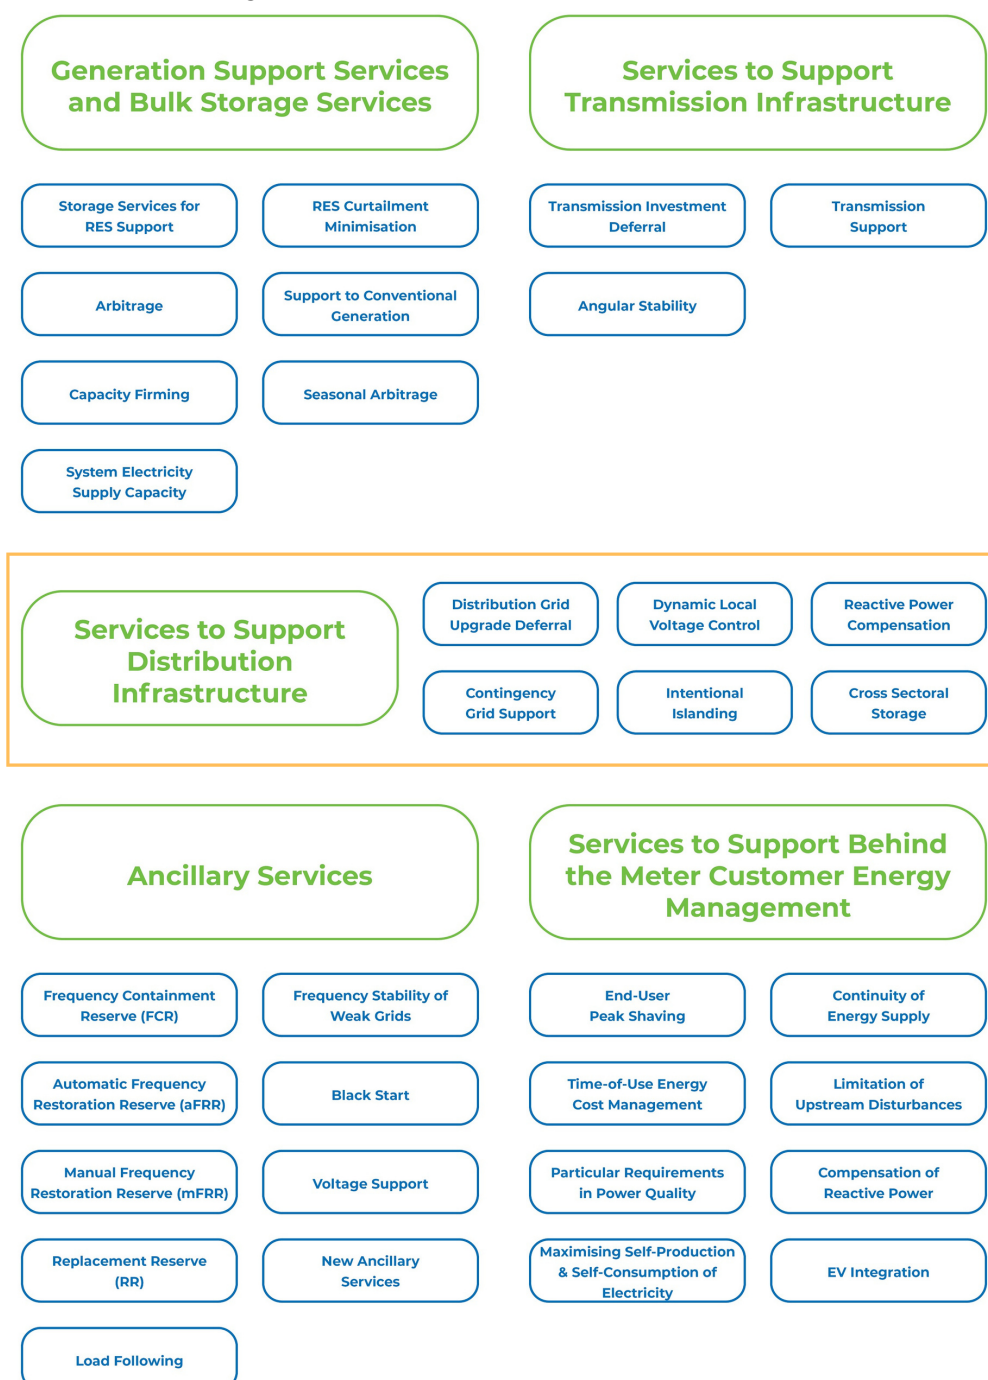 Generation Support Services
and Bulk Storage Services
Storage Services for
RES Support
RES Curtailment
Minimisation
Arbitrage
Support to Conventional
Generation
Capacity Firming
Seasonal Arbitrage
System Electricity
Supply Capacity
Services to Support
Transmission Infrastructure
Transmission Investment
Deferral
Transmission
Support
Angular Stability
Services to Support
Distribution
Infrastructure
Distribution Grid
Upgrade Deferral
Dynamic Local
Voltage Control
Reactive Power
Compensation
Contingency
Grid Support
Intentional
Islanding
Cross Sectoral
Storage
Ancillary Services
Frequency Containment
Reserve (FCR)
Frequency Stability of
Weak Grids
Automatic Frequency
Restoration Reserve (aFRR)
Black Start
Manual Frequency
Restoration Reserve (mFRR)
Voltage Support
Replacement Reserve
(RR)
New Ancillary
Services
Load Following
Services to Support Behind
the Meter Customer Energy
Management
End-User
Peak Shaving
Continuity of
Energy Supply
Time-of-Use Energy
Cost Management
Limitation of
Upstream Disturbances
Particular Requirements
in Power Quality
Compensation of
Reactive Power
Maximising Self-Production
& Self-Consumption of
Electricity
EV Integration